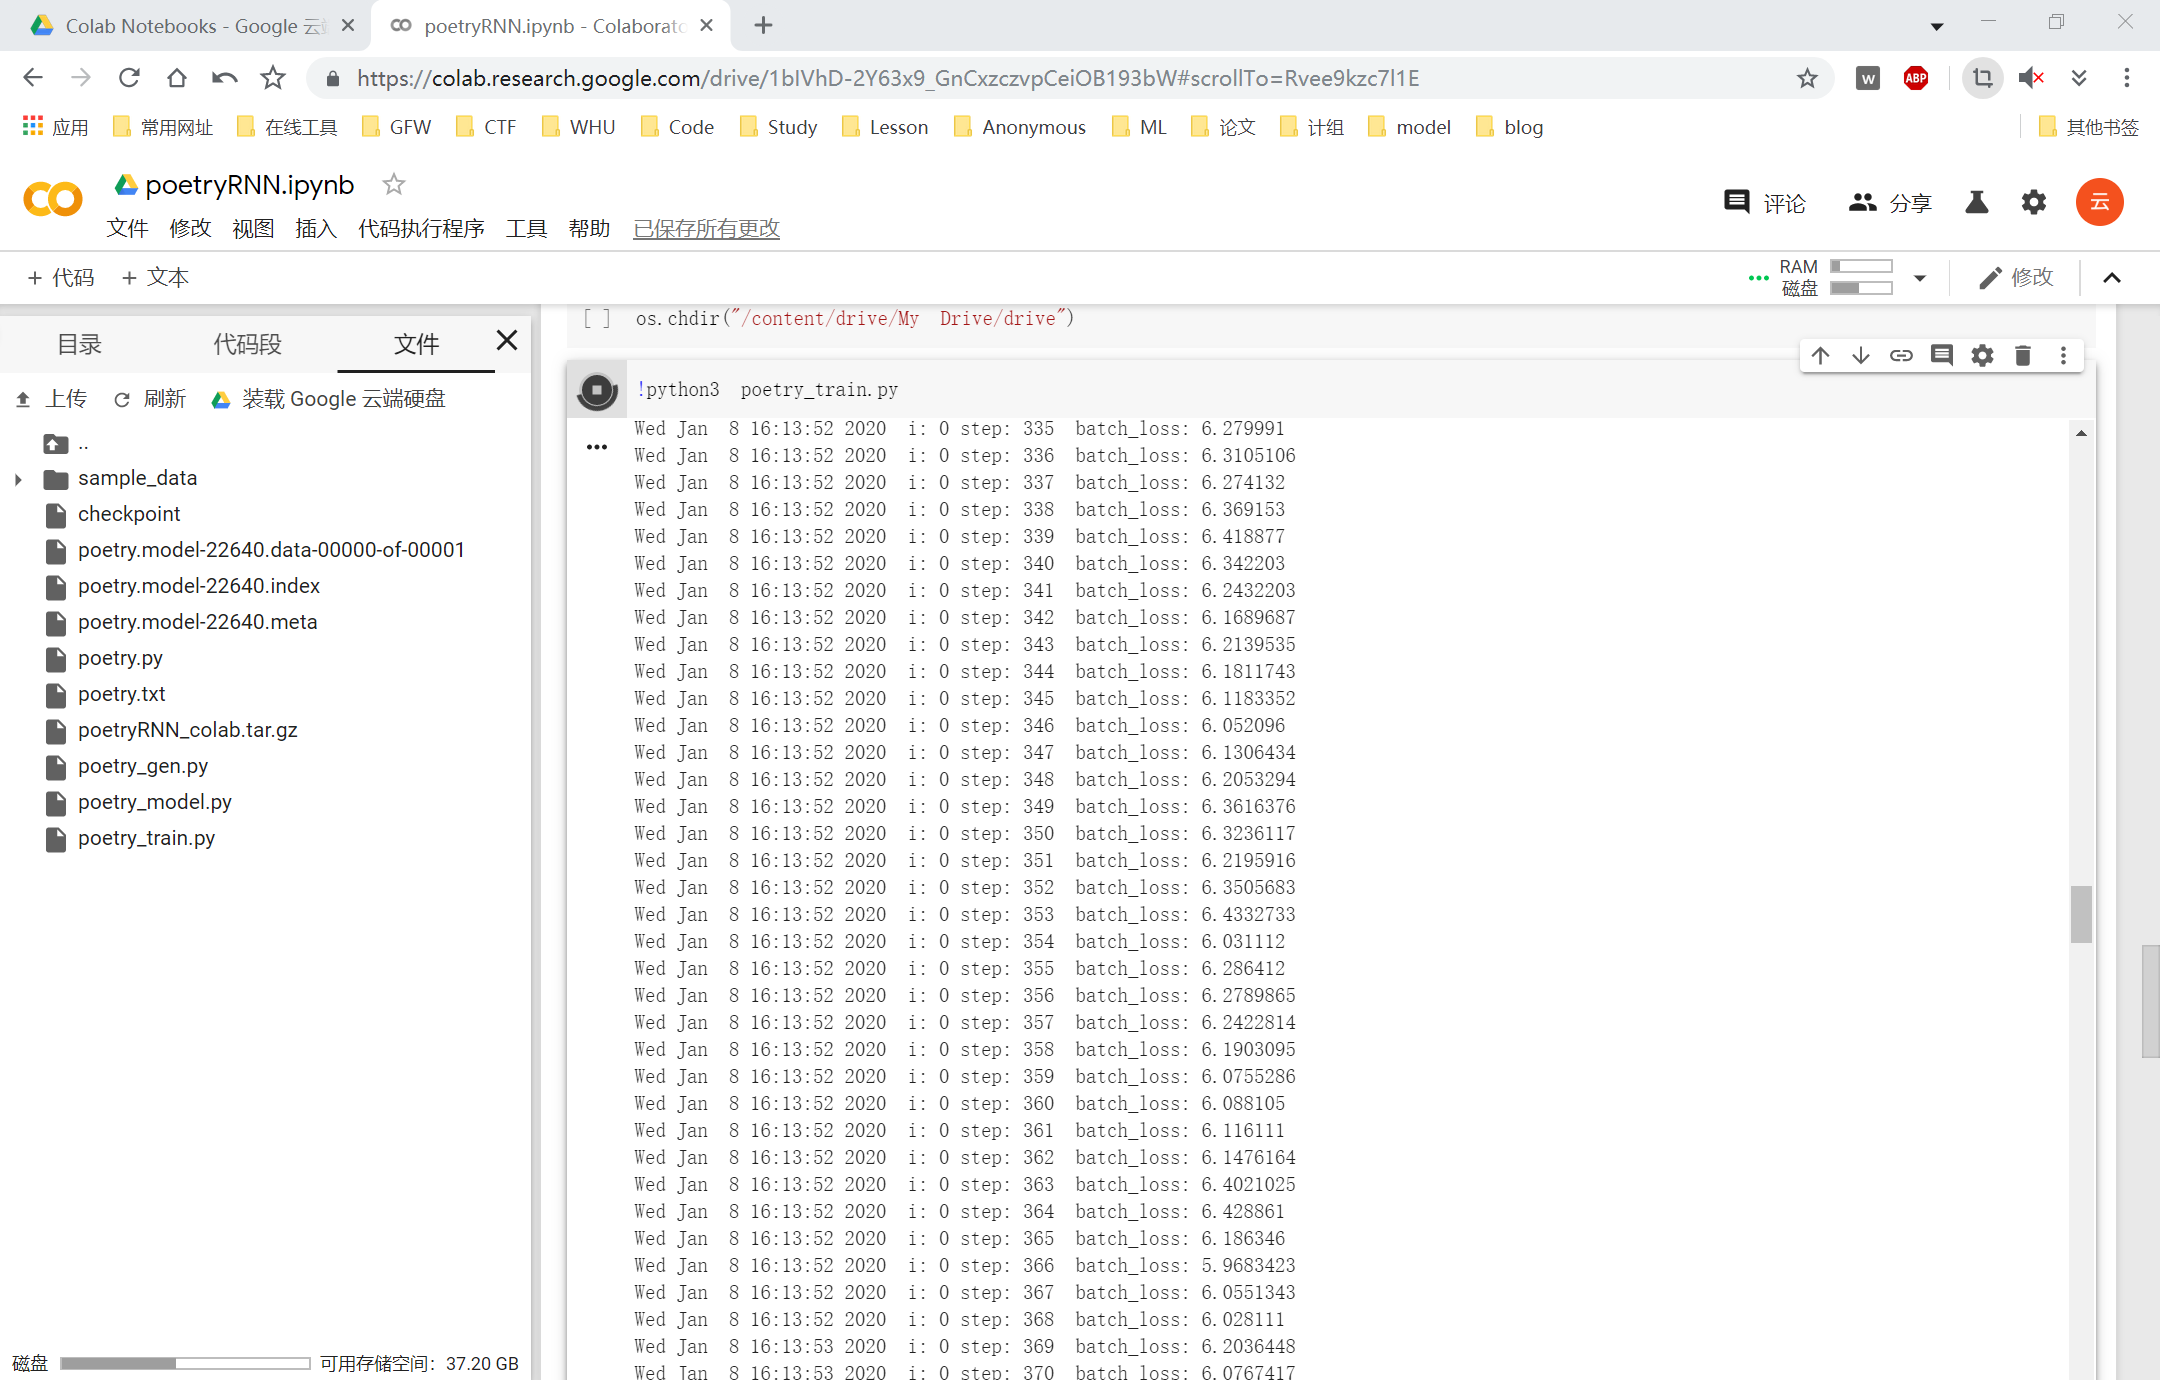 Colab Notebooks - Google 云
poetryRNN.ipynb - Colaborato
https://colab.research.google.com/drive/1bIVhD-2Y63x9_GnCxzczvpCeiOB193bW#scrollTo=Rvee9kzc7l1E
w
ABP
应用 常用网址 在线工具 GFW CTF WHU Code Study Lesson Anonymous ML 论文 计组 model blog 其他书签
poetryRNN.ipynb
评论 分享 云
文件 修改 视图 插入 代码执行程序 工具 帮助 已保存所有更改
+ 代码 + 文本
RAM
磁盘
修改
目录 代码段 文件
上传 刷新 装载 Google 云端硬盘
..
sample_data
checkpoint
poetry.model-22640.data-00000-of-00001
poetry.model-22640.index
poetry.model-22640.meta
poetry.py
poetry.txt
poetryRNN_colab.tar.gz
poetry_gen.py
poetry_model.py
poetry_train.py
磁盘 可用存储空间：37.20 GB
[ ] os.chdir("/content/drive/My Drive/drive")
!python3 poetry_train.py
Wed Jan 8 16:13:52 2020 i: 0 step: 335 batch_loss: 6.279991
Wed Jan 8 16:13:52 2020 i: 0 step: 336 batch_loss: 6.3105106
Wed Jan 8 16:13:52 2020 i: 0 step: 337 batch_loss: 6.274132
Wed Jan 8 16:13:52 2020 i: 0 step: 338 batch_loss: 6.369153
Wed Jan 8 16:13:52 2020 i: 0 step: 339 batch_loss: 6.418877
Wed Jan 8 16:13:52 2020 i: 0 step: 340 batch_loss: 6.342203
Wed Jan 8 16:13:52 2020 i: 0 step: 341 batch_loss: 6.2432203
Wed Jan 8 16:13:52 2020 i: 0 step: 342 batch_loss: 6.1689687
Wed Jan 8 16:13:52 2020 i: 0 step: 343 batch_loss: 6.2139535
Wed Jan 8 16:13:52 2020 i: 0 step: 344 batch_loss: 6.1811743
Wed Jan 8 16:13:52 2020 i: 0 step: 345 batch_loss: 6.1183352
Wed Jan 8 16:13:52 2020 i: 0 step: 346 batch_loss: 6.052096
Wed Jan 8 16:13:52 2020 i: 0 step: 347 batch_loss: 6.1306434
Wed Jan 8 16:13:52 2020 i: 0 step: 348 batch_loss: 6.2053294
Wed Jan 8 16:13:52 2020 i: 0 step: 349 batch_loss: 6.3616376
Wed Jan 8 16:13:52 2020 i: 0 step: 350 batch_loss: 6.3236117
Wed Jan 8 16:13:52 2020 i: 0 step: 351 batch_loss: 6.2195916
Wed Jan 8 16:13:52 2020 i: 0 step: 352 batch_loss: 6.3505683
Wed Jan 8 16:13:52 2020 i: 0 step: 353 batch_loss: 6.4332733
Wed Jan 8 16:13:52 2020 i: 0 step: 354 batch_loss: 6.031112
Wed Jan 8 16:13:52 2020 i: 0 step: 355 batch_loss: 6.286412
Wed Jan 8 16:13:52 2020 i: 0 step: 356 batch_loss: 6.2789865
Wed Jan 8 16:13:52 2020 i: 0 step: 357 batch_loss: 6.2422814
Wed Jan 8 16:13:52 2020 i: 0 step: 358 batch_loss: 6.1903095
Wed Jan 8 16:13:52 2020 i: 0 step: 359 batch_loss: 6.0755286
Wed Jan 8 16:13:52 2020 i: 0 step: 360 batch_loss: 6.088105
Wed Jan 8 16:13:52 2020 i: 0 step: 361 batch_loss: 6.116111
Wed Jan 8 16:13:52 2020 i: 0 step: 362 batch_loss: 6.1476164
Wed Jan 8 16:13:52 2020 i: 0 step: 363 batch_loss: 6.4021025
Wed Jan 8 16:13:52 2020 i: 0 step: 364 batch_loss: 6.428861
Wed Jan 8 16:13:52 2020 i: 0 step: 365 batch_loss: 6.186346
Wed Jan 8 16:13:52 2020 i: 0 step: 366 batch_loss: 5.9683423
Wed Jan 8 16:13:52 2020 i: 0 step: 367 batch_loss: 6.0551343
Wed Jan 8 16:13:52 2020 i: 0 step: 368 batch_loss: 6.028111
Wed Jan 8 16:13:53 2020 i: 0 step: 369 batch_loss: 6.2036448
Wed Jan 8 16:13:53 2020 i: 0 step: 370 batch_loss: 6.0767417